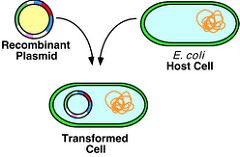 Recombinant
Plasmid
E. coli
Host Cell
Transformed
Cell